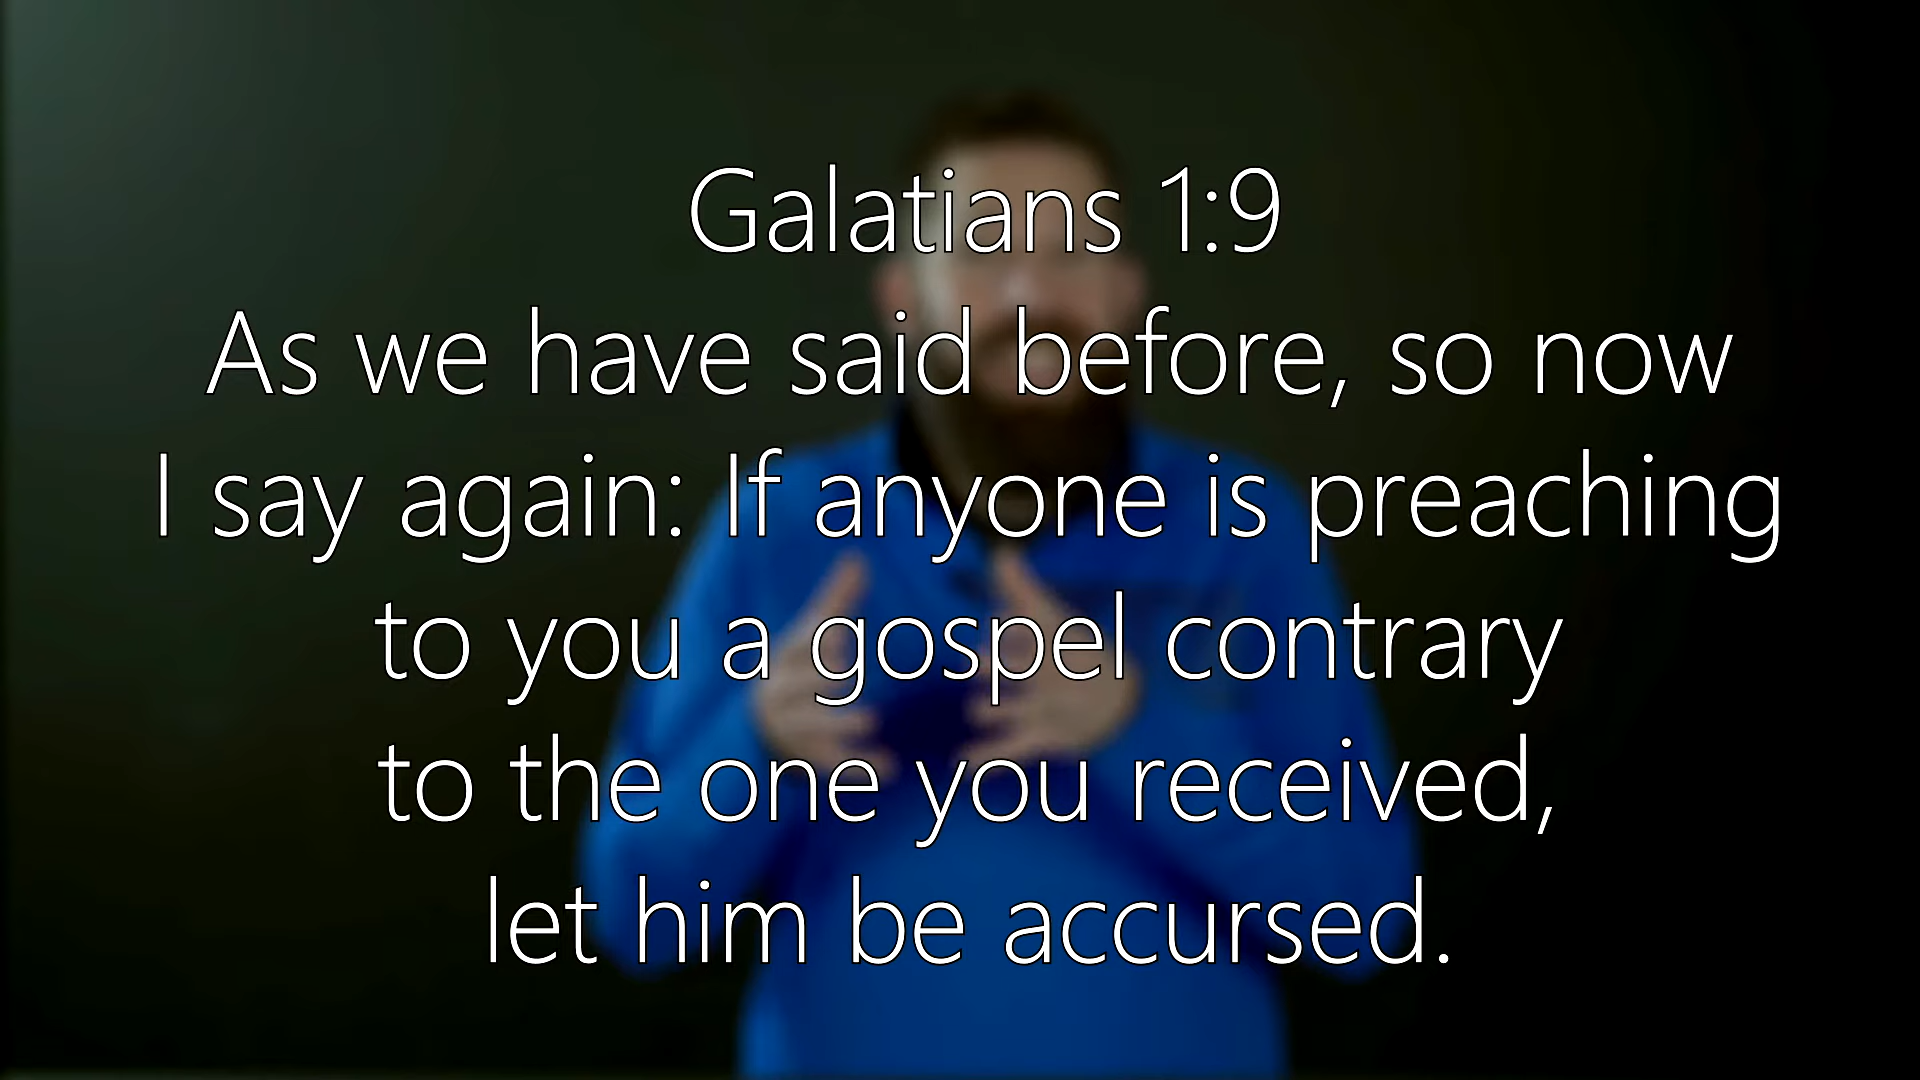 Galatians 1:9
As we have said before, so now
I say again: If anyone is preaching
to you a gospel contrary
to the one you received,
let him be accursed.